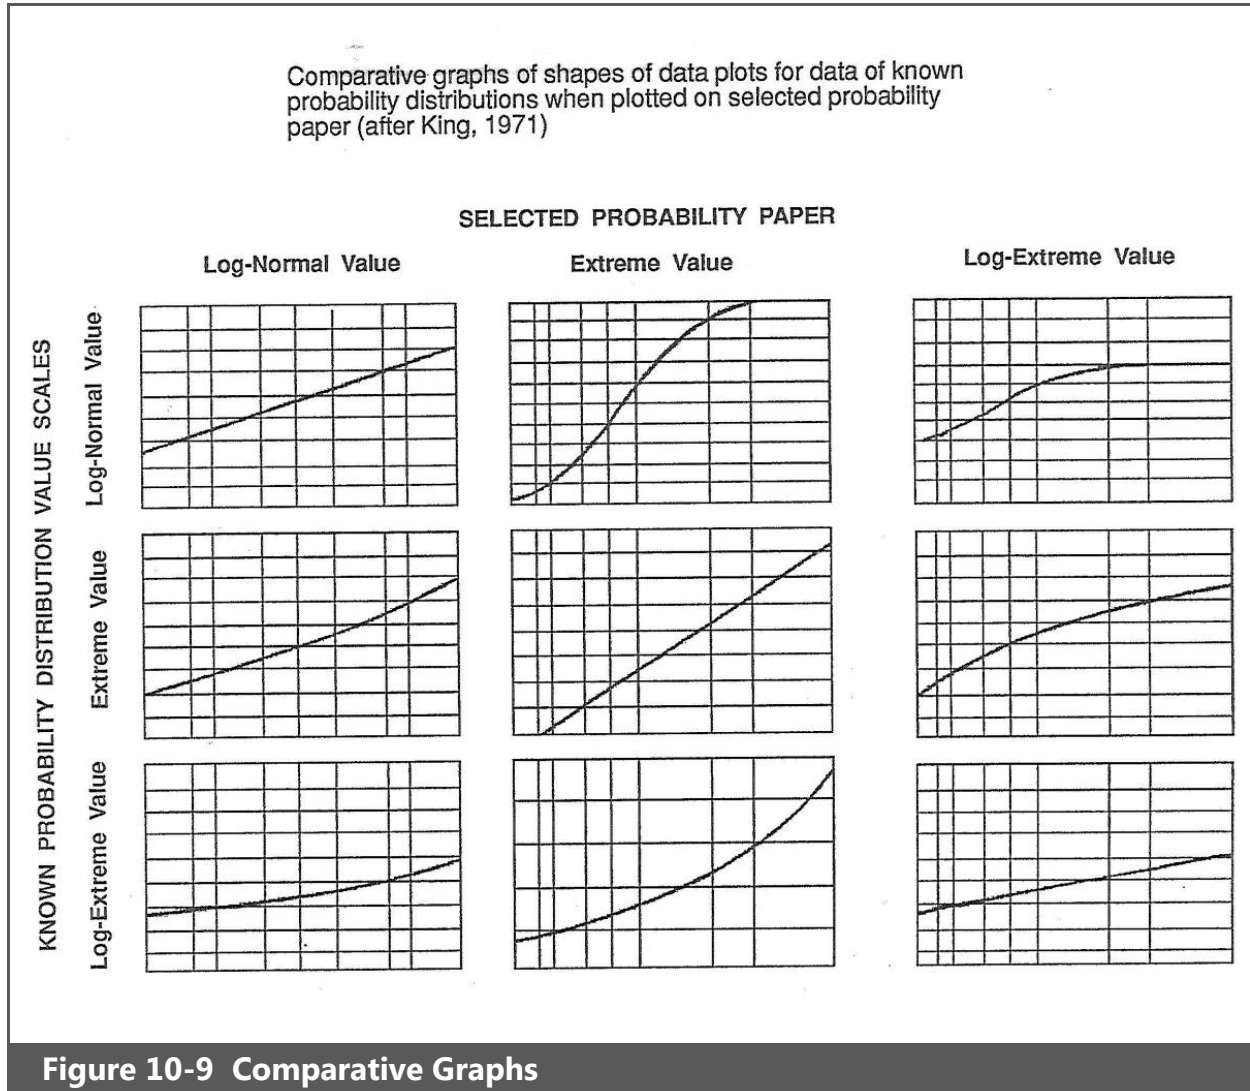 Comparative graphs of shapes of data plots for data of known
probability distributions when plotted on selected probability
paper (after King, 1971)
SELECTED PROBABILITY PAPER
Log-Normal Value
Extreme Value
Log-Extreme Value
KNOWN PROBABILITY DISTRIBUTION VALUE SCALES
Log-Normal Value
Extreme Value
Log-Extreme Value
Figure 10-9 Comparative Graphs